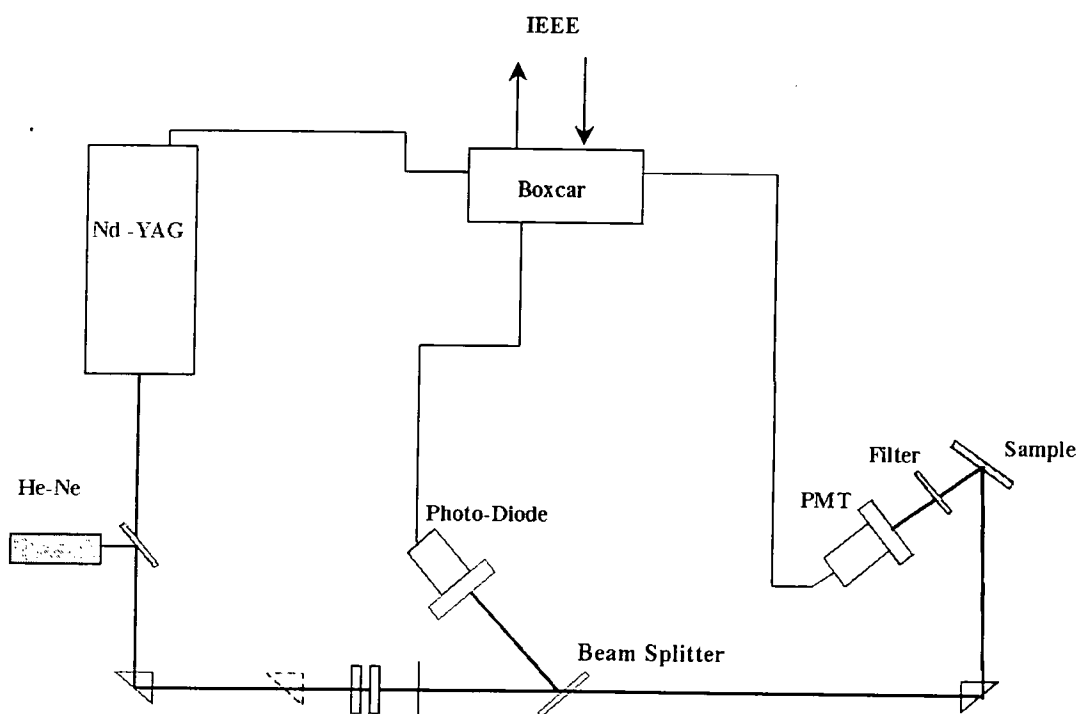 IEEE
Boxcar
Nd -YAG
Sample
Filter
He-Ne
PMT
Photo-Diode
Beam Splitter